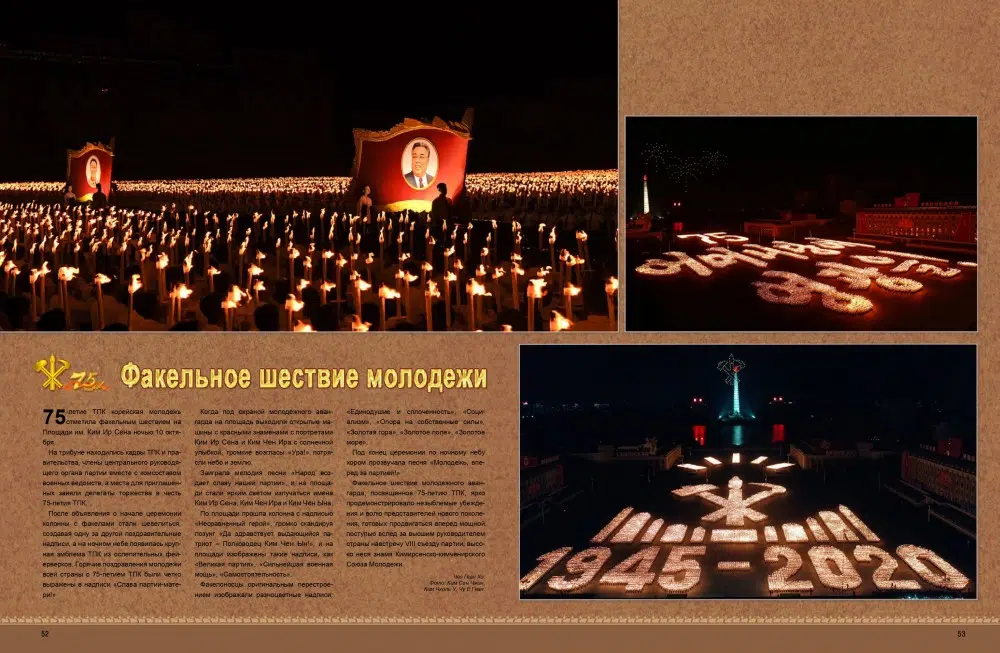 75
Факельное шествие молодежи
75-летие ТПК корейская молодежь
отметила факельным шествием на
Площади им. Ким Ир Сена ночью 10 октя-
бря.
На трибуне находились кадры ТПК и пра-
вительства, члены центрального руководя-
щего органа партии вместе с комсоставом
военных ведомств, а места для приглашен-
ных заняли делегаты торжеств в честь
75-летия ТПК.
После объявления о начале церемонии
колонны с факелами стали шевелиться,
создавая одну за другой поздравительные
надписи, а на ночном небе появилась круп-
ная эмблема ТПК из ослепительных фей-
ерверков. Горячие поздравления молодежи
всей страны с 75-летием ТПК были четко
выражены в надписи «Слава партии-мате-
ри!»
Когда под охраной молодежного аван-
гарда на площадь выходили открытые ма-
шины с красными знаменами с портретами
Ким Ир Сена и Ким Чен Ира с солнечной
улыбкой, громкие возгласы «Ура!» потря-
сли небо и землю.
Заиграла мелодия песни «Народ воз-
дает славу нашей партии», и на площа-
ди стали ярким светом излучаться имена
Ким Ир Сена, Ким Чен Ира и Ким Чен Ына.
По площади прошла колонна с надписью
«Несравненный герой», громко скандируя
лозунг «Да здравствует выдающийся па-
триот – Полководец Ким Чен Ын!», и на
площади изображены такие надписи, как
«Великая партия», «Сильнейшая военная
мощь», «Самостоятельность».
Факелоносцы оригинальным перестрое-
нием изображали разноцветные надписи:
«Единодушие и сплоченность», «Соци-
ализм», «Опора на собственные силы»,
«Золотая гора», «Золотое поле», «Золотое
море».
Под конец церемонии по ночному небу
хором прозвучала песня «Молодежь, впе-
ред за партией!»
Факельное шествие молодежного аван-
гарда, посвященное 75-летию ТПК, ярко
продемонстрировало незыблемые убежде-
ния и волю представителей нового поколе-
ния, готовых продвигаться вперед мощной
поступью вслед за высшим руководителем
страны навстречу VIII съезду партии, высо-
ко неся знамя Кимирсенско-кимченирского
Союза Молодежи.
75
1945-2020
52
53